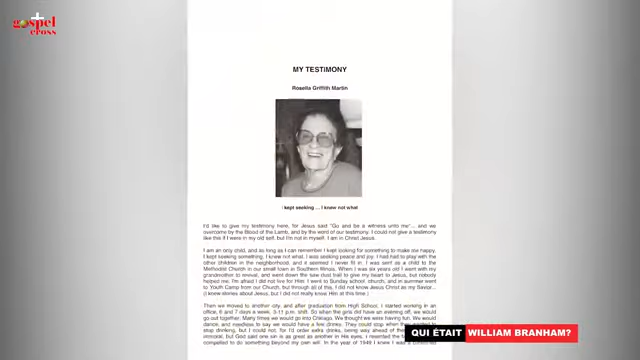 gospel
cross
MY TESTIMONY
Rosella Griffith Martin
I kept seeking ... I knew not what
I'd like to give my testimony here, for Jesus said "Go and be a witness unto me"... and we
overcome by the Blood of the Lamb, and by the word of our testimony. I could not give a testimony
like this if I were in my old self, but I'm not in myself, I am in Christ Jesus.
I am an only child, and as long as I can remember I kept looking for something to make me happy.
I kept seeking something, I knew not what. I was seeking peace and joy. I had had to play with the
other children in the neighborhood, and it seemed I never fit in. I was sent as a child to the
Methodist Church in our small town in Southern Illinois. When I was six years old I went with my
grandmother to revival, and went down the saw dust trail to give my heart to Jesus, but nobody
helped me. I'm afraid I did not live for Him. I went to Sunday school, church, and in summer went
to Youth Camp from our Church, but through all of this, I did not know Jesus Christ as my Savior...
(I knew stories about Jesus, but I did not really know Him at this time.)
Then we moved to another city, and after graduation from High School, I started working in an
office, 6 and 7 days a week, 3-11 p.m. shift. So when the girls did have an evening off, we would
go out together. Many times we would go into Chicago. We thought we were having fun. We would
dance, and needless to say we would have a few drinks. They could stop when they wanted to
stop drinking, but I could not, for I'd order extra drinks,
immoral, but God said one sin is as great as another in His eyes. I
compelled to do something beyond my own will. In the year of 1946 I knew I was a
QUI ÉTAIT WILLIAM BRANHAM?